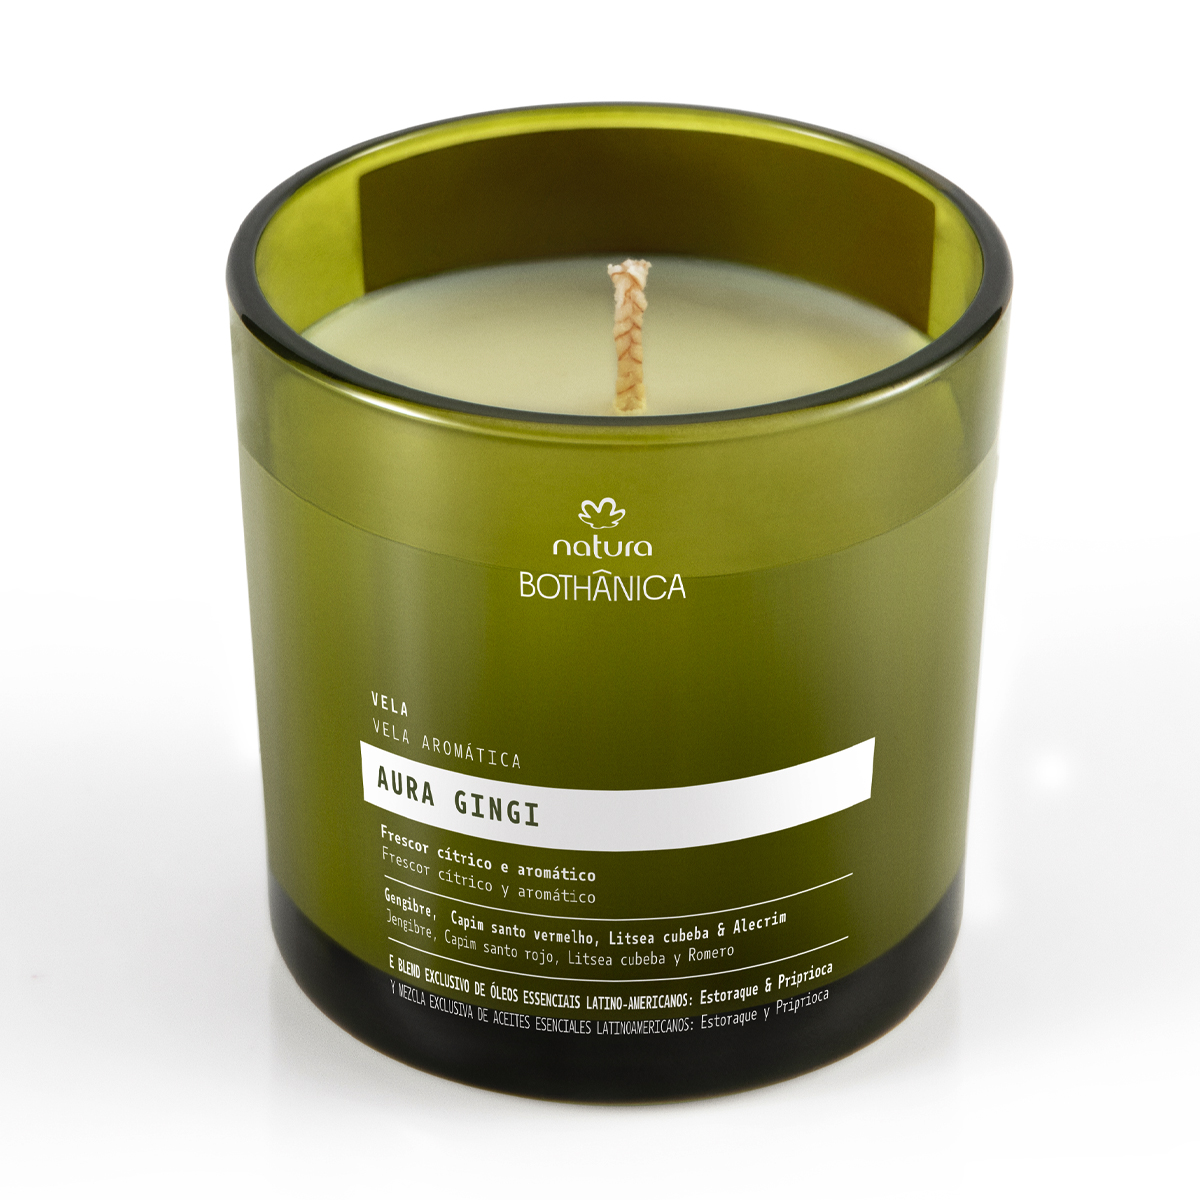 natura
BOTHÂNICA
VELA
VELA AROMÁTICA
AURA GINGI
Frescor cítrico e aromático
Frescor cítrico y aromático
Gengibre, Capim santo vermelho, Litsea cubeba & Alecrim
Jengibre, Capim santo rojo, Litsea cubeba y Romero
E BLEND EXCLUSIVO DE ÓLEOS ESSENCIAIS LATINO-AMERICANOS: Estoraque & Priprioca
Y MEZCLA EXCLUSIVA DE ACEITES ESENCIALES LATINOAMERICANOS: Estoraque y Priprioca